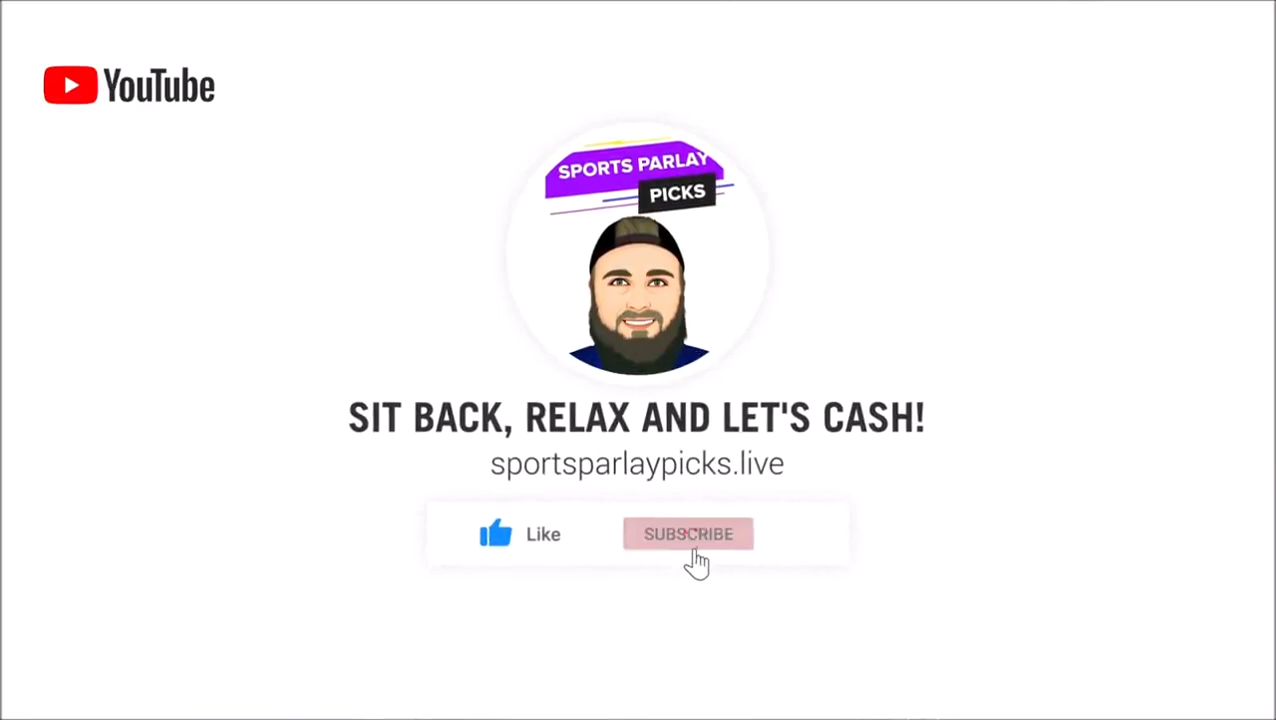 YouTube
SPORTS PARLAY
PICKS
SIT BACK, RELAX AND LET'S CASH!
sportsparlaypicks.live
Like
SUBSCRIBE